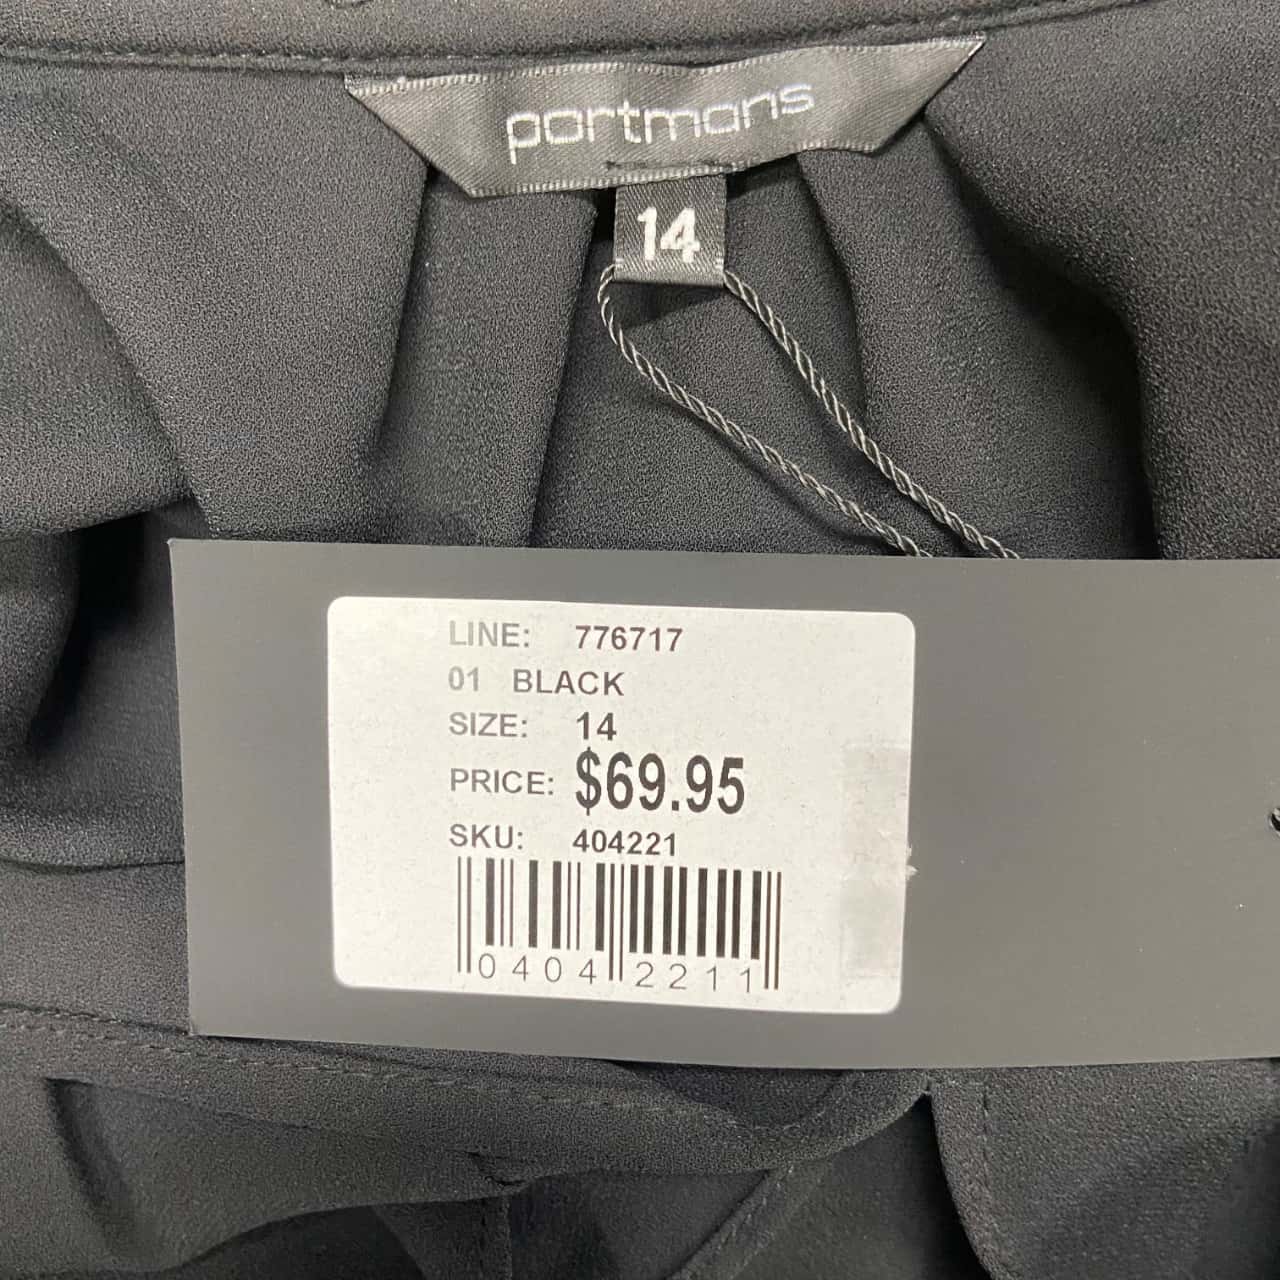 portmans
14
LINE: 776717
01 BLACK
SIZE: 14
PRICE: $69.95
SKU: 404221
0404 2211